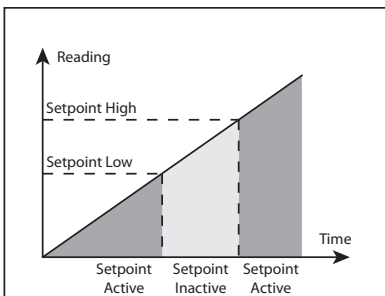 Reading
Setpoint High
Setpoint Low
Time
Setpoint Setpoint Setpoint
Active Inactive Active